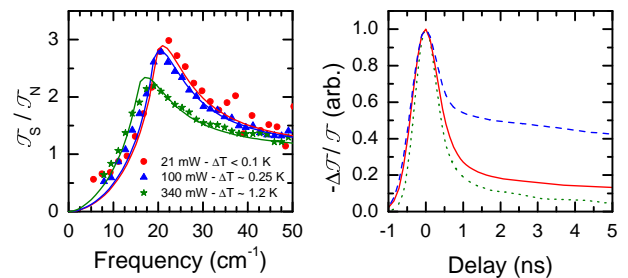 3
2
1
0
𝒯S / 𝒯N
0 10 20 30 40 50
Frequency (cm-1)
21 mW - ΔT < 0.1 K
100 mW - ΔT ~ 0.25 K
340 mW - ΔT ~ 1.2 K
1.0
0.8
0.6
0.4
0.2
0.0
-Δ𝒯/ 𝒯 (arb.)
-1 0 1 2 3 4 5
Delay (ns)